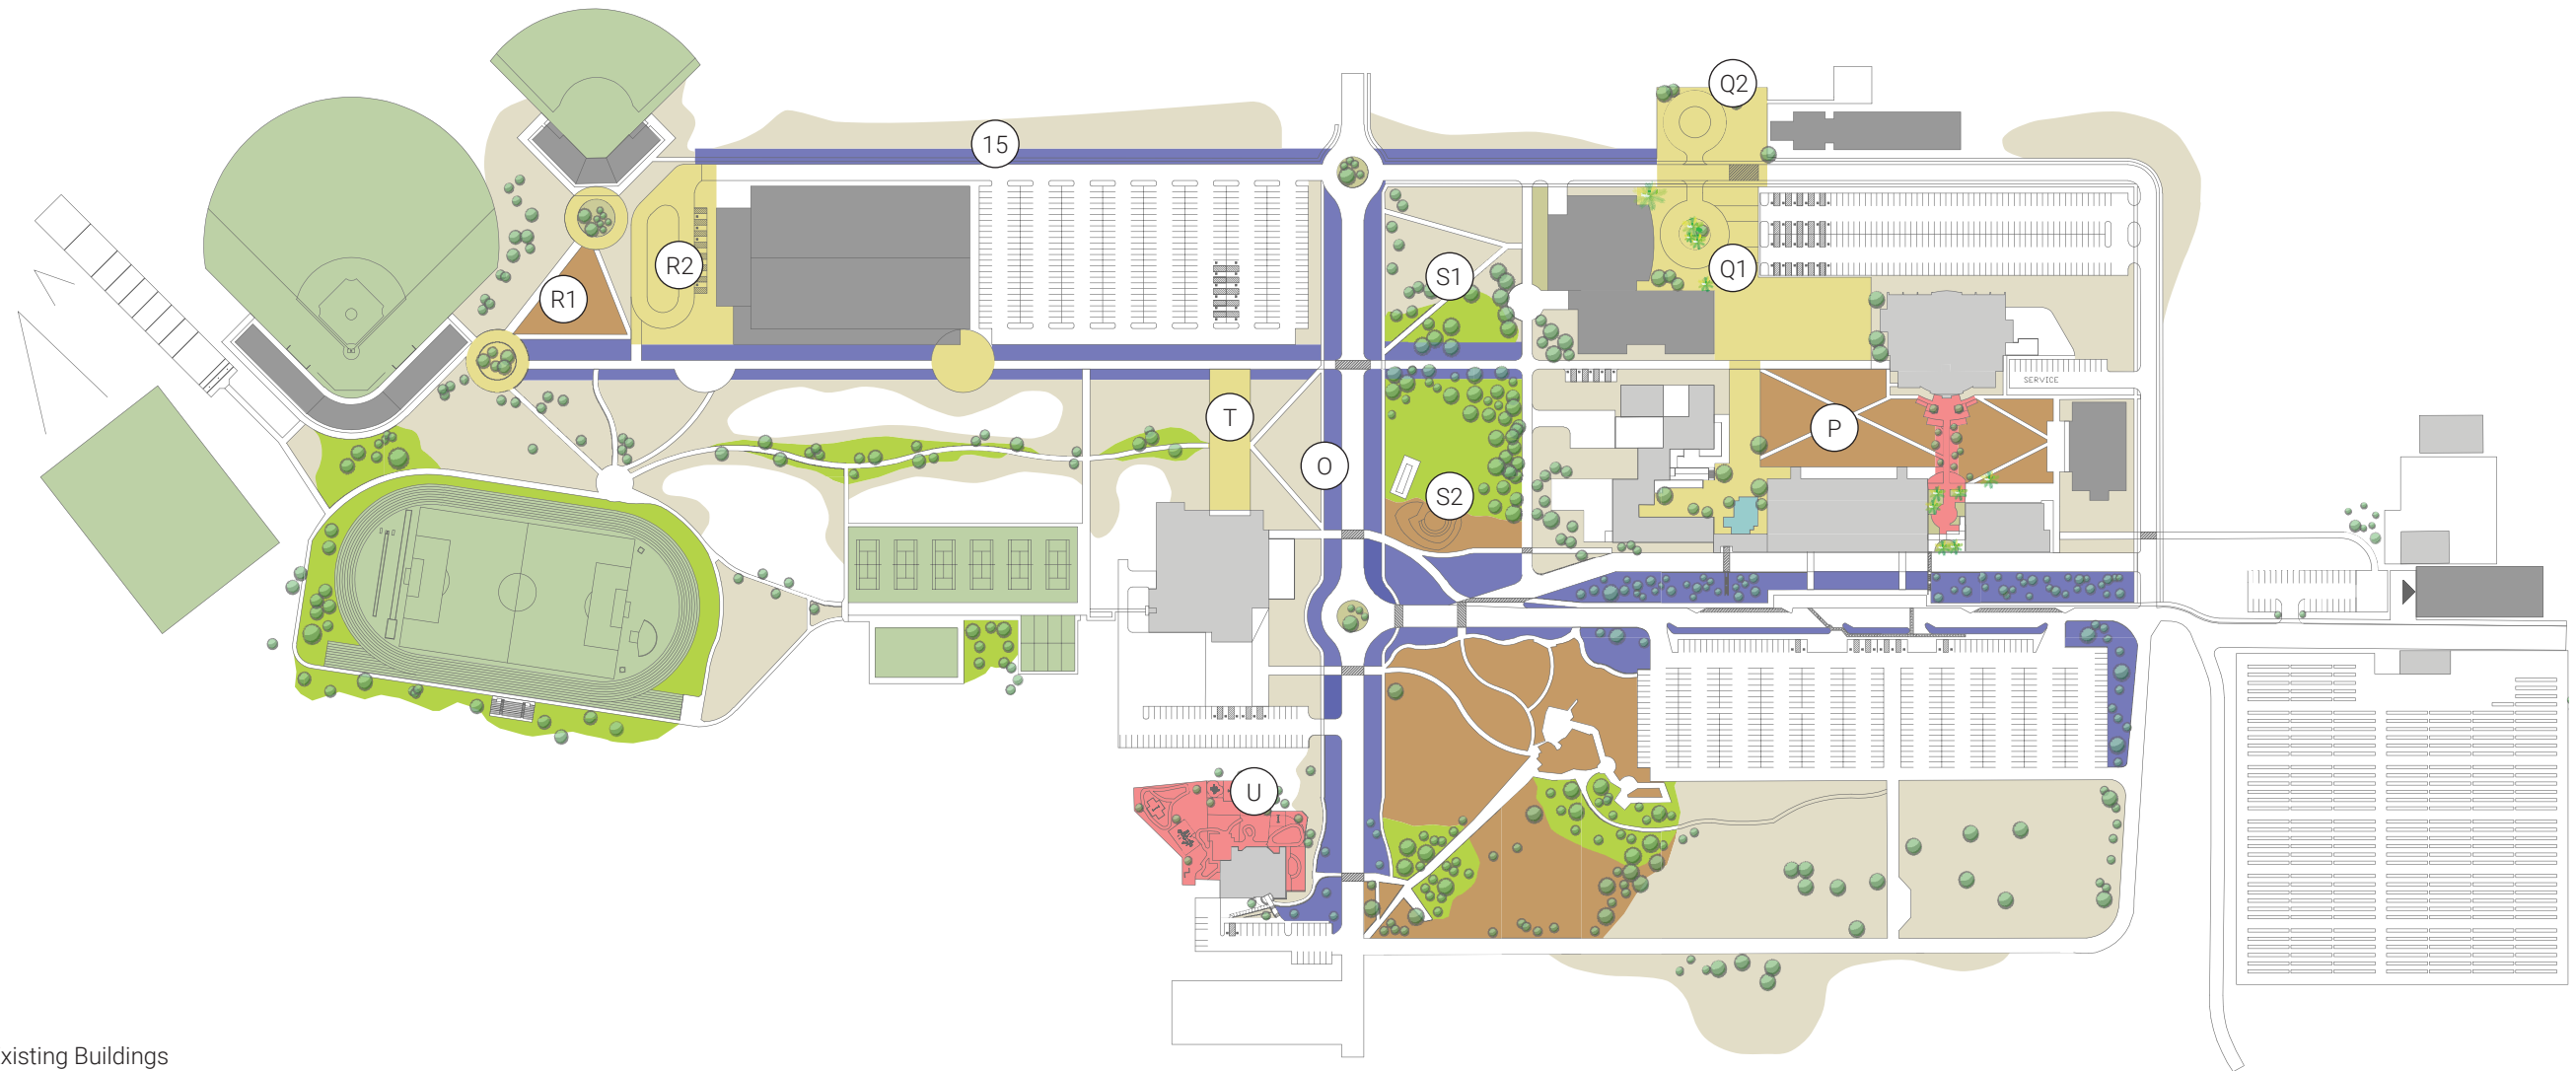 Q2
15
R2
Q1
S1
R1
SERVICE
T
P
O
S2
U
xisting Buildings